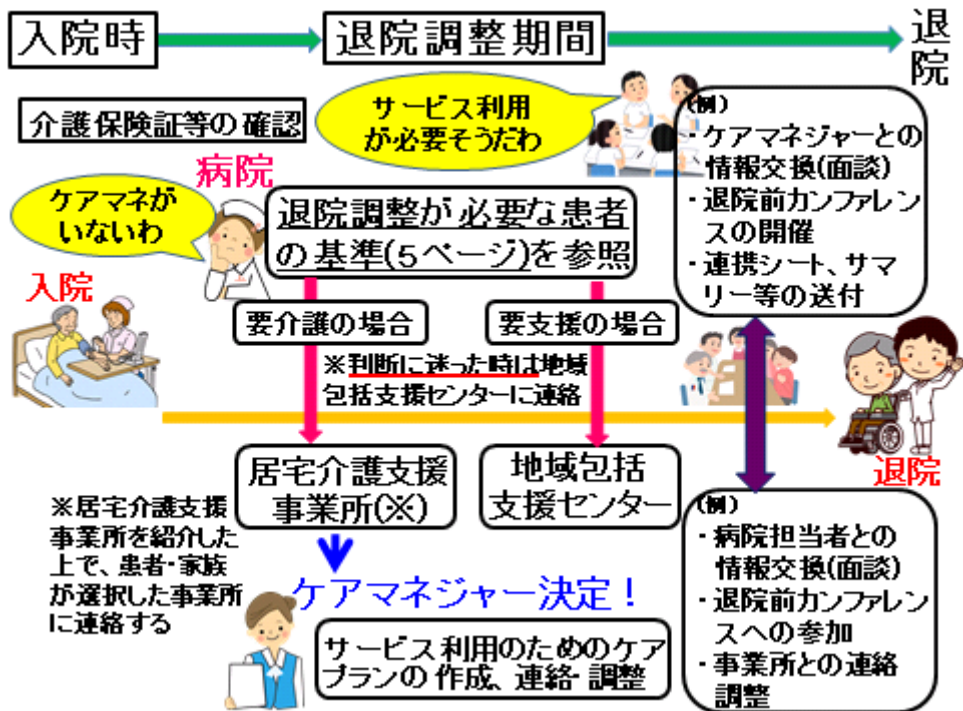 入院時
退院調整期間
退院
介護保険証等の確認
サービス利用
が必要そうだわ
病院
ケアマネが
いないわ
退院調整が必要な患者
の基準(5ページ)を参照
(例)
・ケアマネジャーとの
情報交換(面談)
・退院前カンファレン
スの開催
・連携シート、サマ
リー等の送付
入院
要介護の場合
要支援の場合
※判断に迷った時は地域
包括支援センターに連絡
居宅介護支援
事業所(※)
地域包括
支援センター
退院
※居宅介護支援
事業所を紹介した
上で、患者・家族
が選択した事業所
に連絡する
ケアマネジャー決定！
サービス利用のためのケア
プランの作成、連絡・調整
(例)
・病院担当者との
情報交換(面談)
・退院前カンファレン
スへの参加
・事業所との連絡
調整